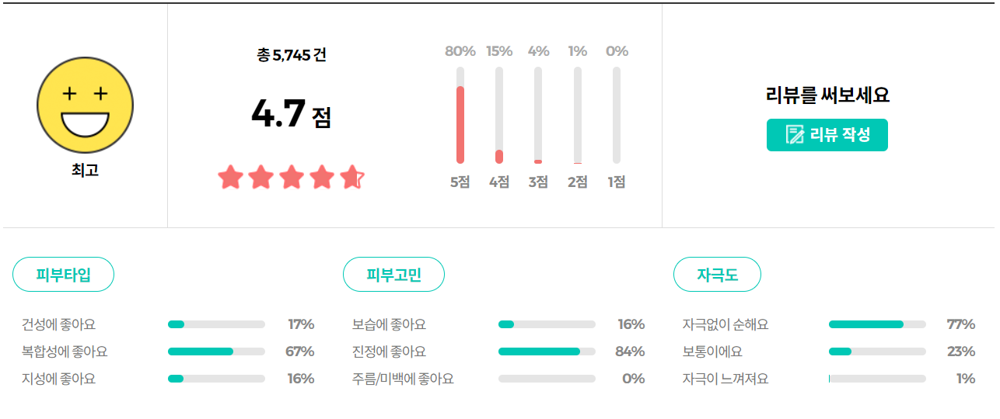 최고
총 5,745 건
4.7 점
80% 15% 4% 1% 0%
5점 4점 3점 2점 1점
리뷰를 써보세요
리뷰 작성
피부타입
건성에 좋아요 17%
복합성에 좋아요 67%
지성에 좋아요 16%
피부고민
보습에 좋아요 16%
진정에 좋아요 84%
주름/미백에 좋아요 0%
자극도
자극없이 순해요 77%
보통이에요 23%
자극이 느껴져요 1%